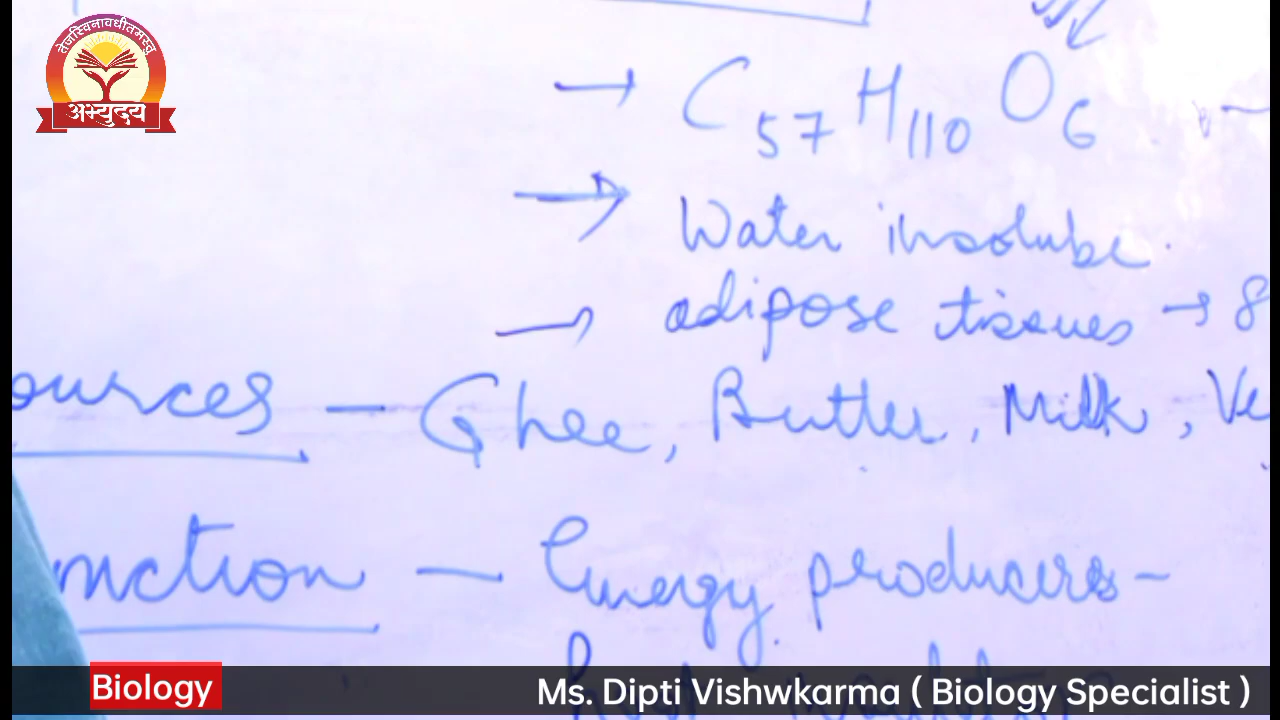 तेजस्विनावधीतमस्तु
अभ्युदय
→ C57 H110 O6 -
→ Water insolube.
→ adipose tissues → 8
ources - Ghee, Butter, Milk, Ve
nction - Energy producers -
Biology
Ms. Dipti Vishwkarma ( Biology Specialist )